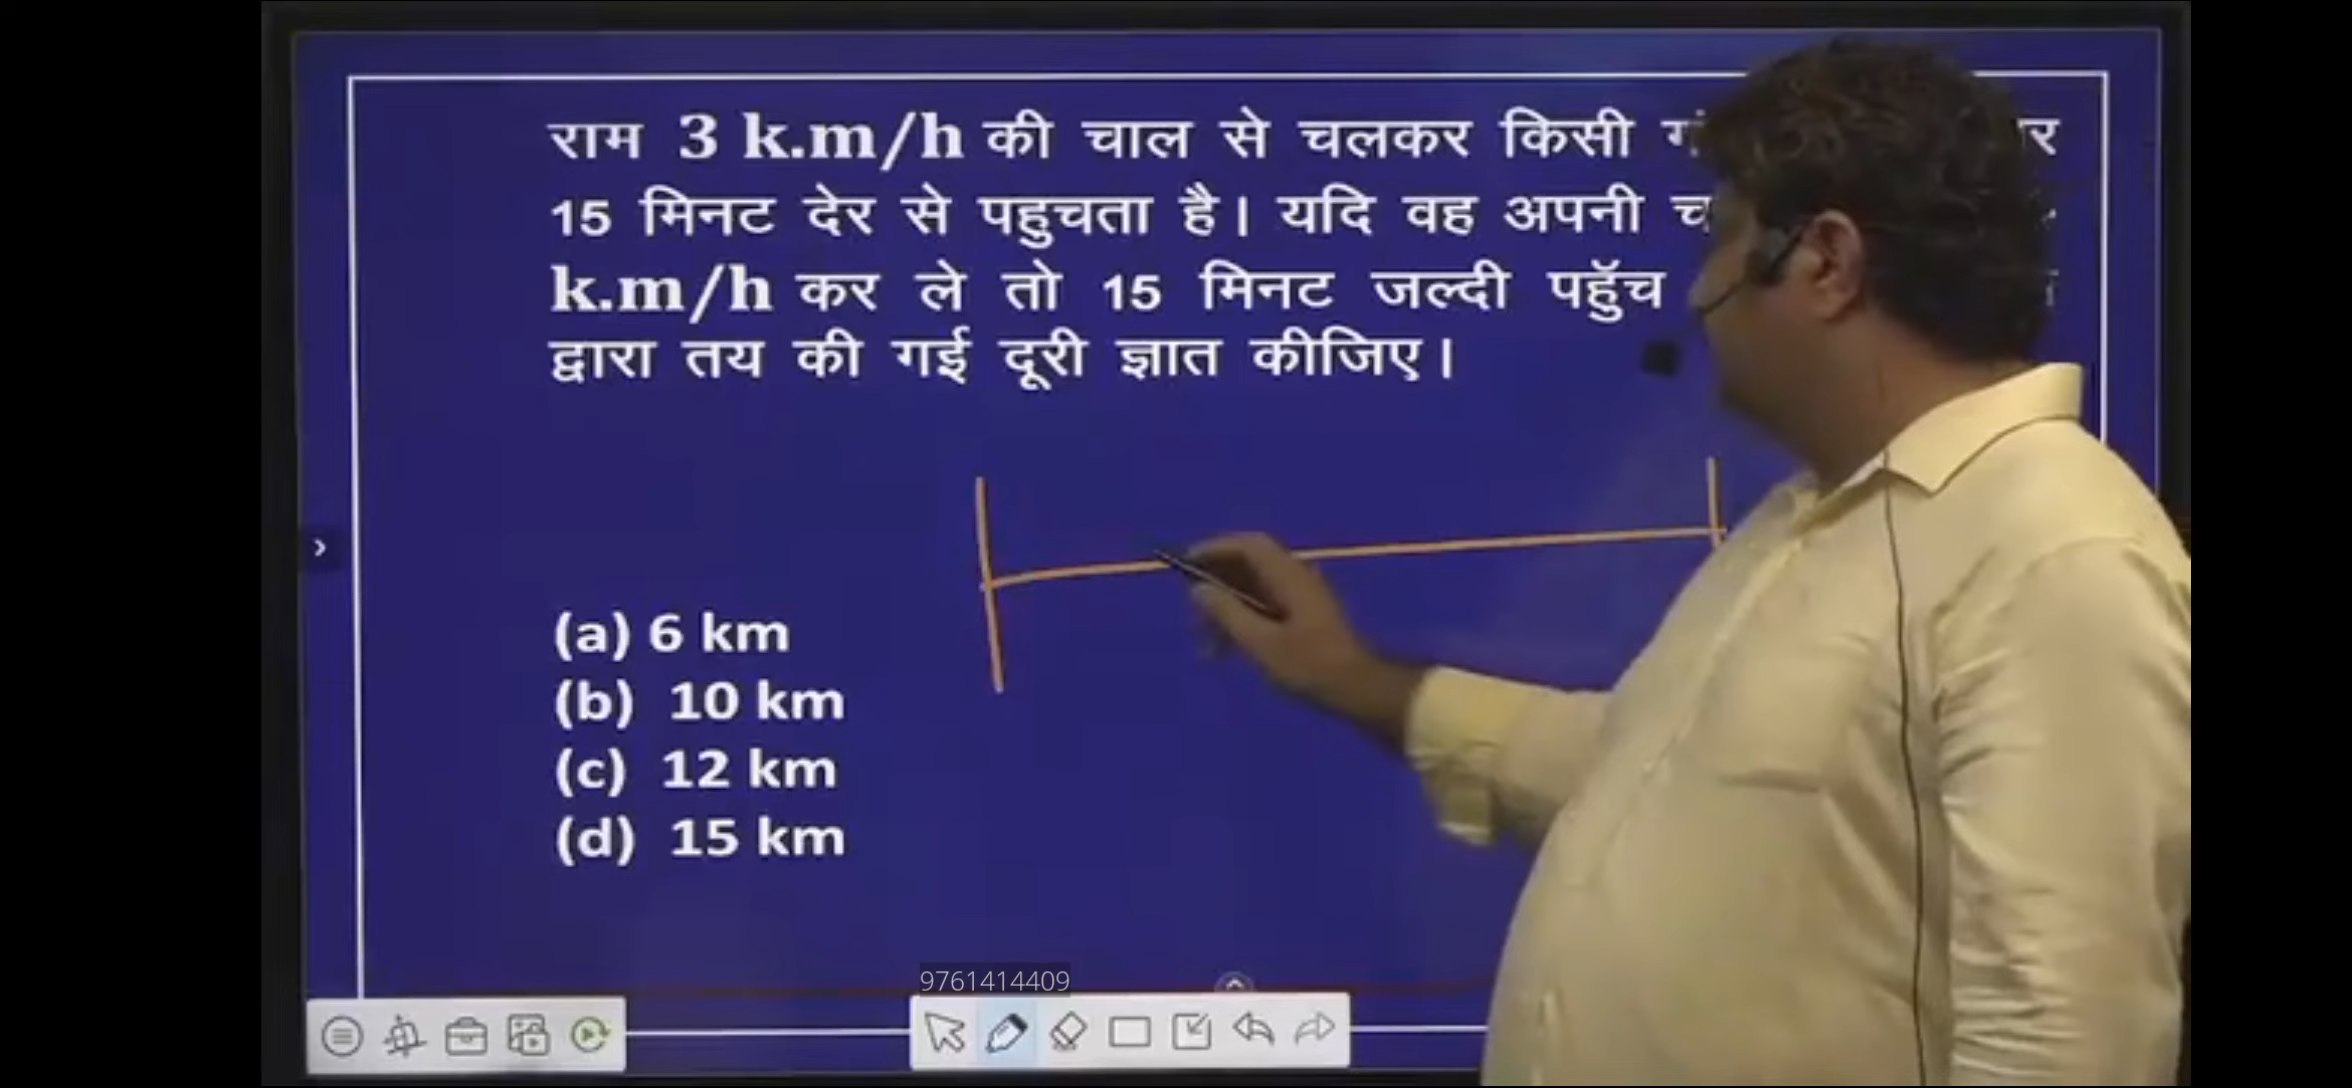 राम 3 k.m/h की चाल से चलकर किसी
15 मिनट देर से पहुचता है। यदि वह अपनी
k.m/h कर ले तो 15 मिनट जल्दी पहुॅच
द्वारा तय की गई दूरी ज्ञात कीजिए।
(a) 6 km
(b) 10 km
(c) 12 km
(d) 15 km
9761414409